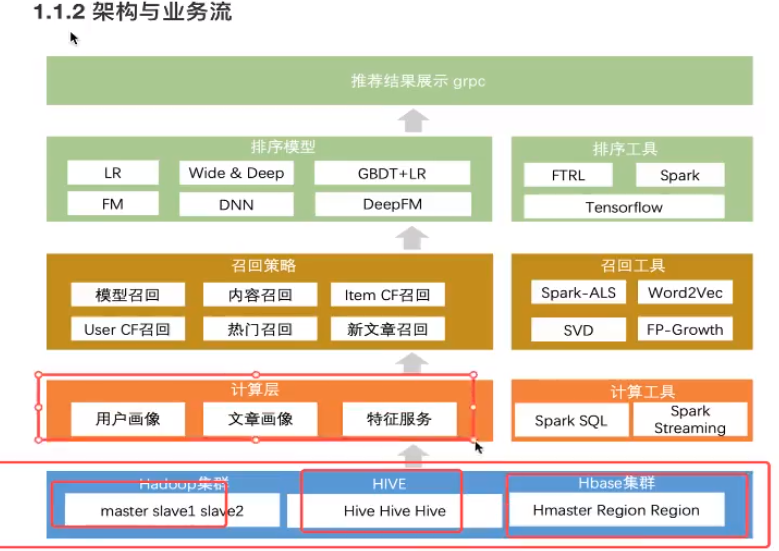 1.1.2 架构与业务流
推荐结果展示 grpc
排序模型
LR
Wide & Deep
GBDT+LR
FM
DNN
DeepFM
排序工具
FTRL
Spark
Tensorflow
召回策略
模型召回
内容召回
Item CF召回
User CF召回
热门召回
新文章召回
召回工具
Spark-ALS
Word2Vec
SVD
FP-Growth
计算层
用户画像
文章画像
特征服务
计算工具
Spark SQL
Spark
Streaming
Hadoop集群
master slave1 slave2
HIVE
Hive Hive Hive
Hbase集群
Hmaster Region Region